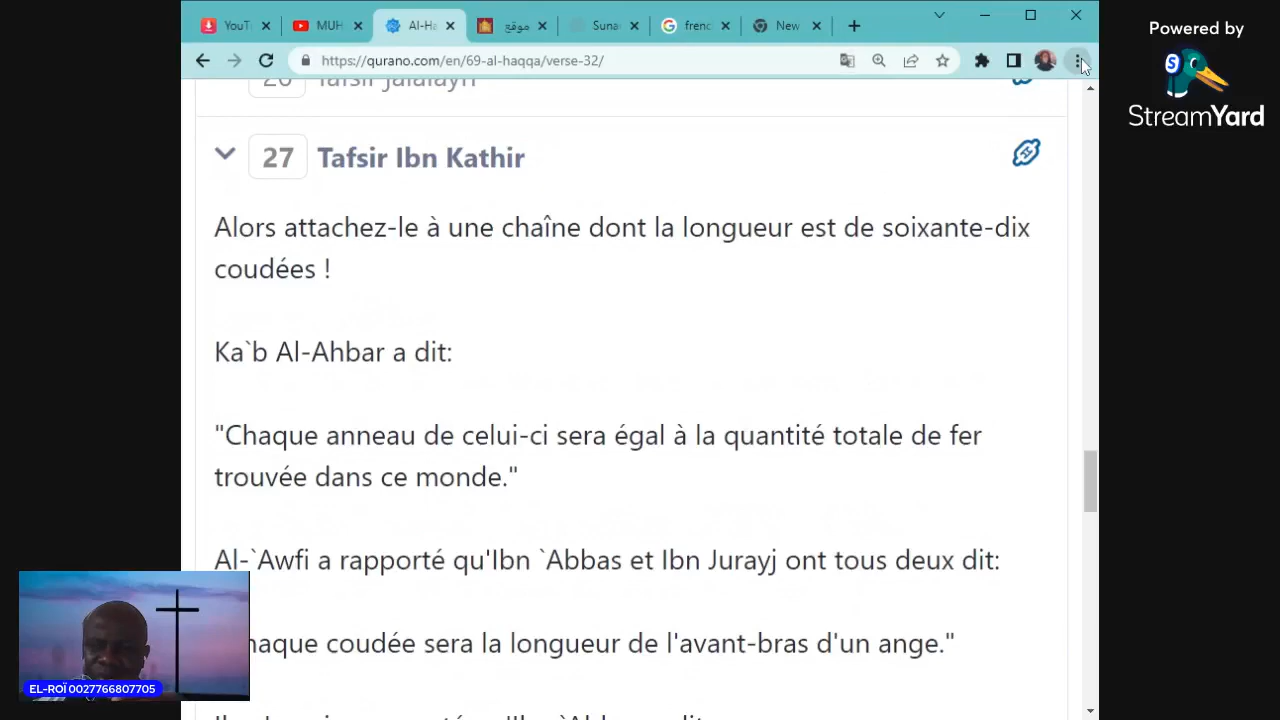 YouT
MUH
Al-Ha
موقع
Suna
frenc
New
https://qurano.com/en/69-al-haqqa/verse-32/
Powered by
StreamYard
26 Tafsir Jalalayn
27 Tafsir Ibn Kathir
Alors attachez-le à une chaîne dont la longueur est de soixante-dix
coudées !
Ka`b Al-Ahbar a dit:
"Chaque anneau de celui-ci sera égal à la quantité totale de fer
trouvée dans ce monde."
Al-`Awfi a rapporté qu'Ibn `Abbas et Ibn Jurayj ont tous deux dit:
haque coudée sera la longueur de l'avant-bras d'un ange."
EL-ROÏ 0027766807705